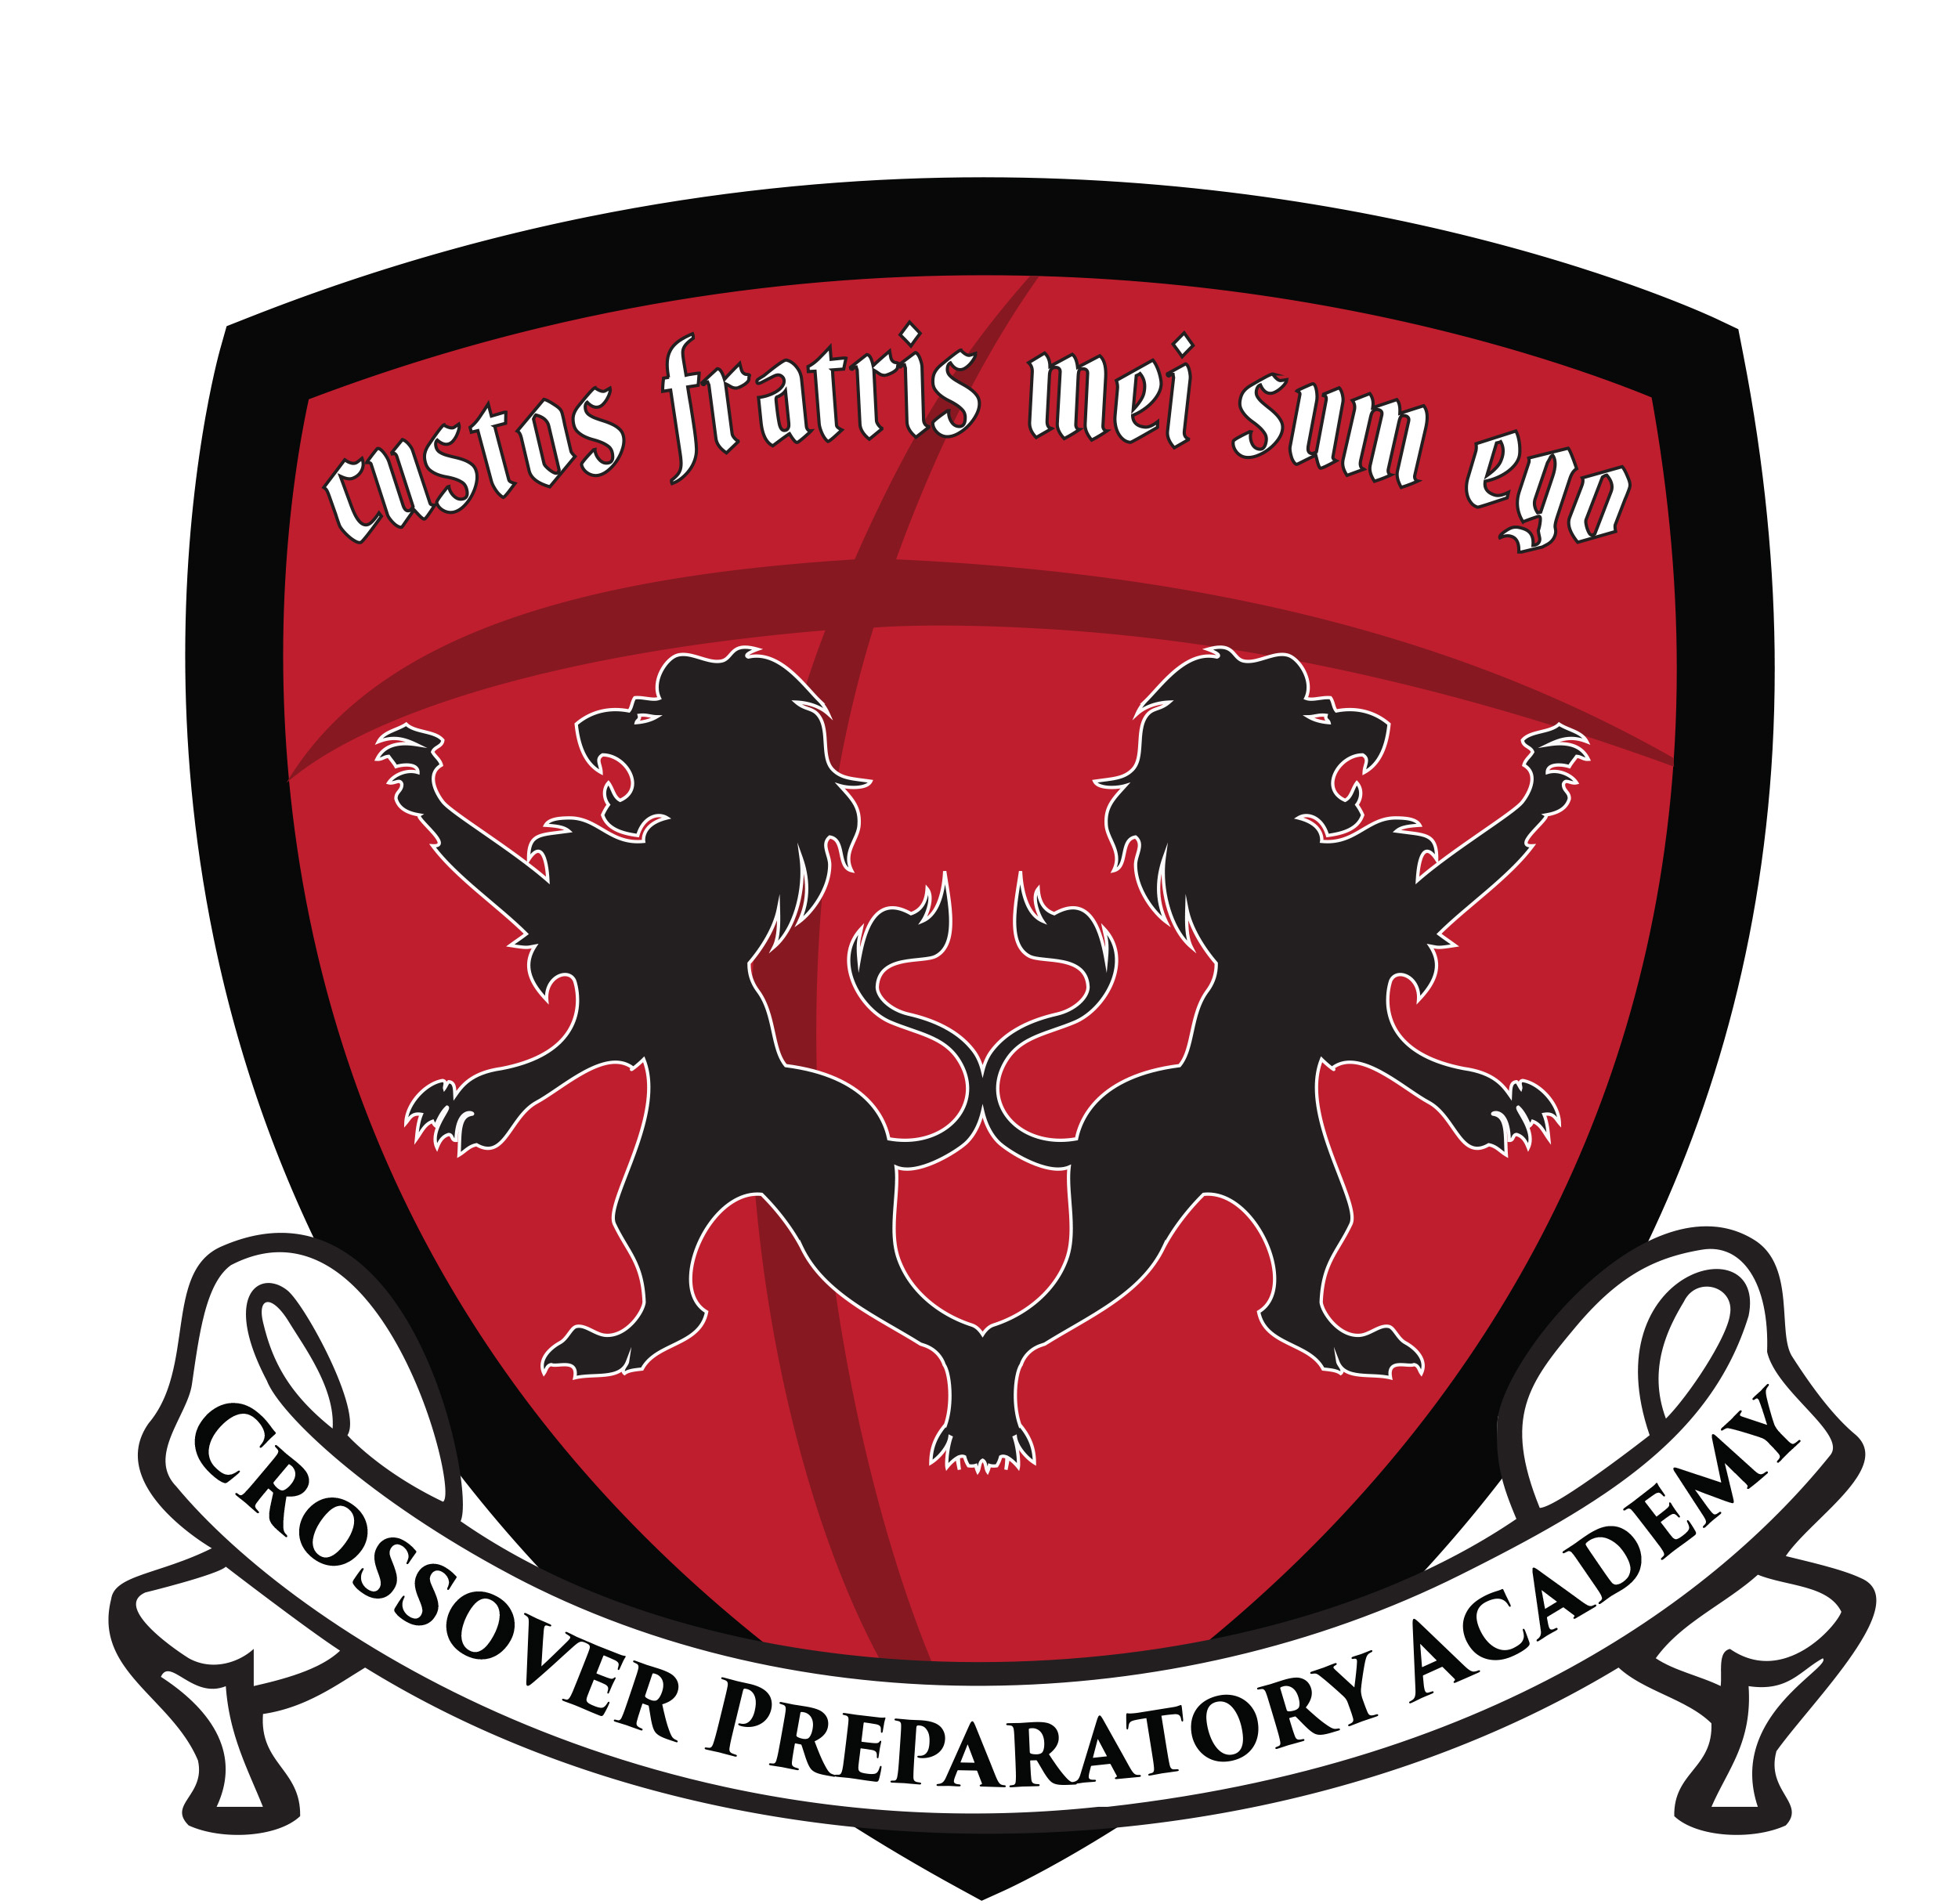 custos fratris mei sum ego
CROSSOVER PREPARATORY ACADEMY